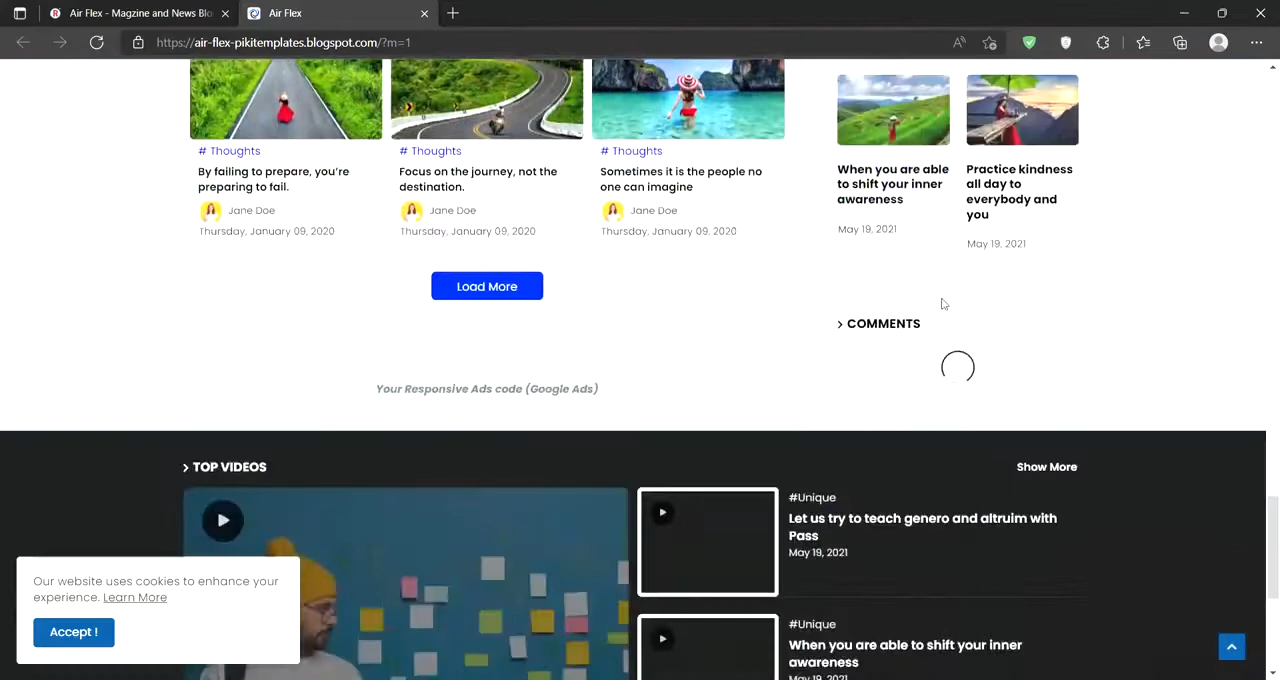 Air Flex - Magzine and News Blo
Air Flex
https://air-flex-pikitemplates.blogspot.com/?m=1
# Thoughts
By failing to prepare, you're
preparing to fail.
Jane Doe
Thursday, January 09, 2020
# Thoughts
Focus on the journey, not the
destination.
Jane Doe
Thursday, January 09, 2020
# Thoughts
Sometimes it is the people no
one can imagine
Jane Doe
Thursday, January 09, 2020
Load More
Your Responsive Ads code (Google Ads)
When you are able
to shift your inner
awareness
May 19, 2021
Practice kindness
all day to
everybody and
you
May 19, 2021
COMMENTS
TOP VIDEOS
Show More
#Unique
Let us try to teach genero and altruim with
Pass
May 19, 2021
#Unique
When you are able to shift your inner
awareness
May 19, 2021
Our website uses cookies to enhance your
experience. Learn More
Accept !